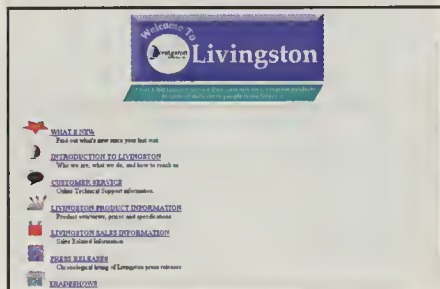 Welcome To
Livingston
Livingston
WHAT'S NEW
Find out what's new since your last visit
INTRODUCTION TO LIVINGSTON
Who we are, what we do, and how to reach us
CUSTOMER SERVICE
Online Technical Support information.
LIVINGSTON PRODUCT INFORMATION
Product overviews, prices and specifications
LIVINGSTON SALES INFORMATION
Sales Related Information
PRESS RELEASES
Chronological listing of Livingston press releases
TRADESHOWS